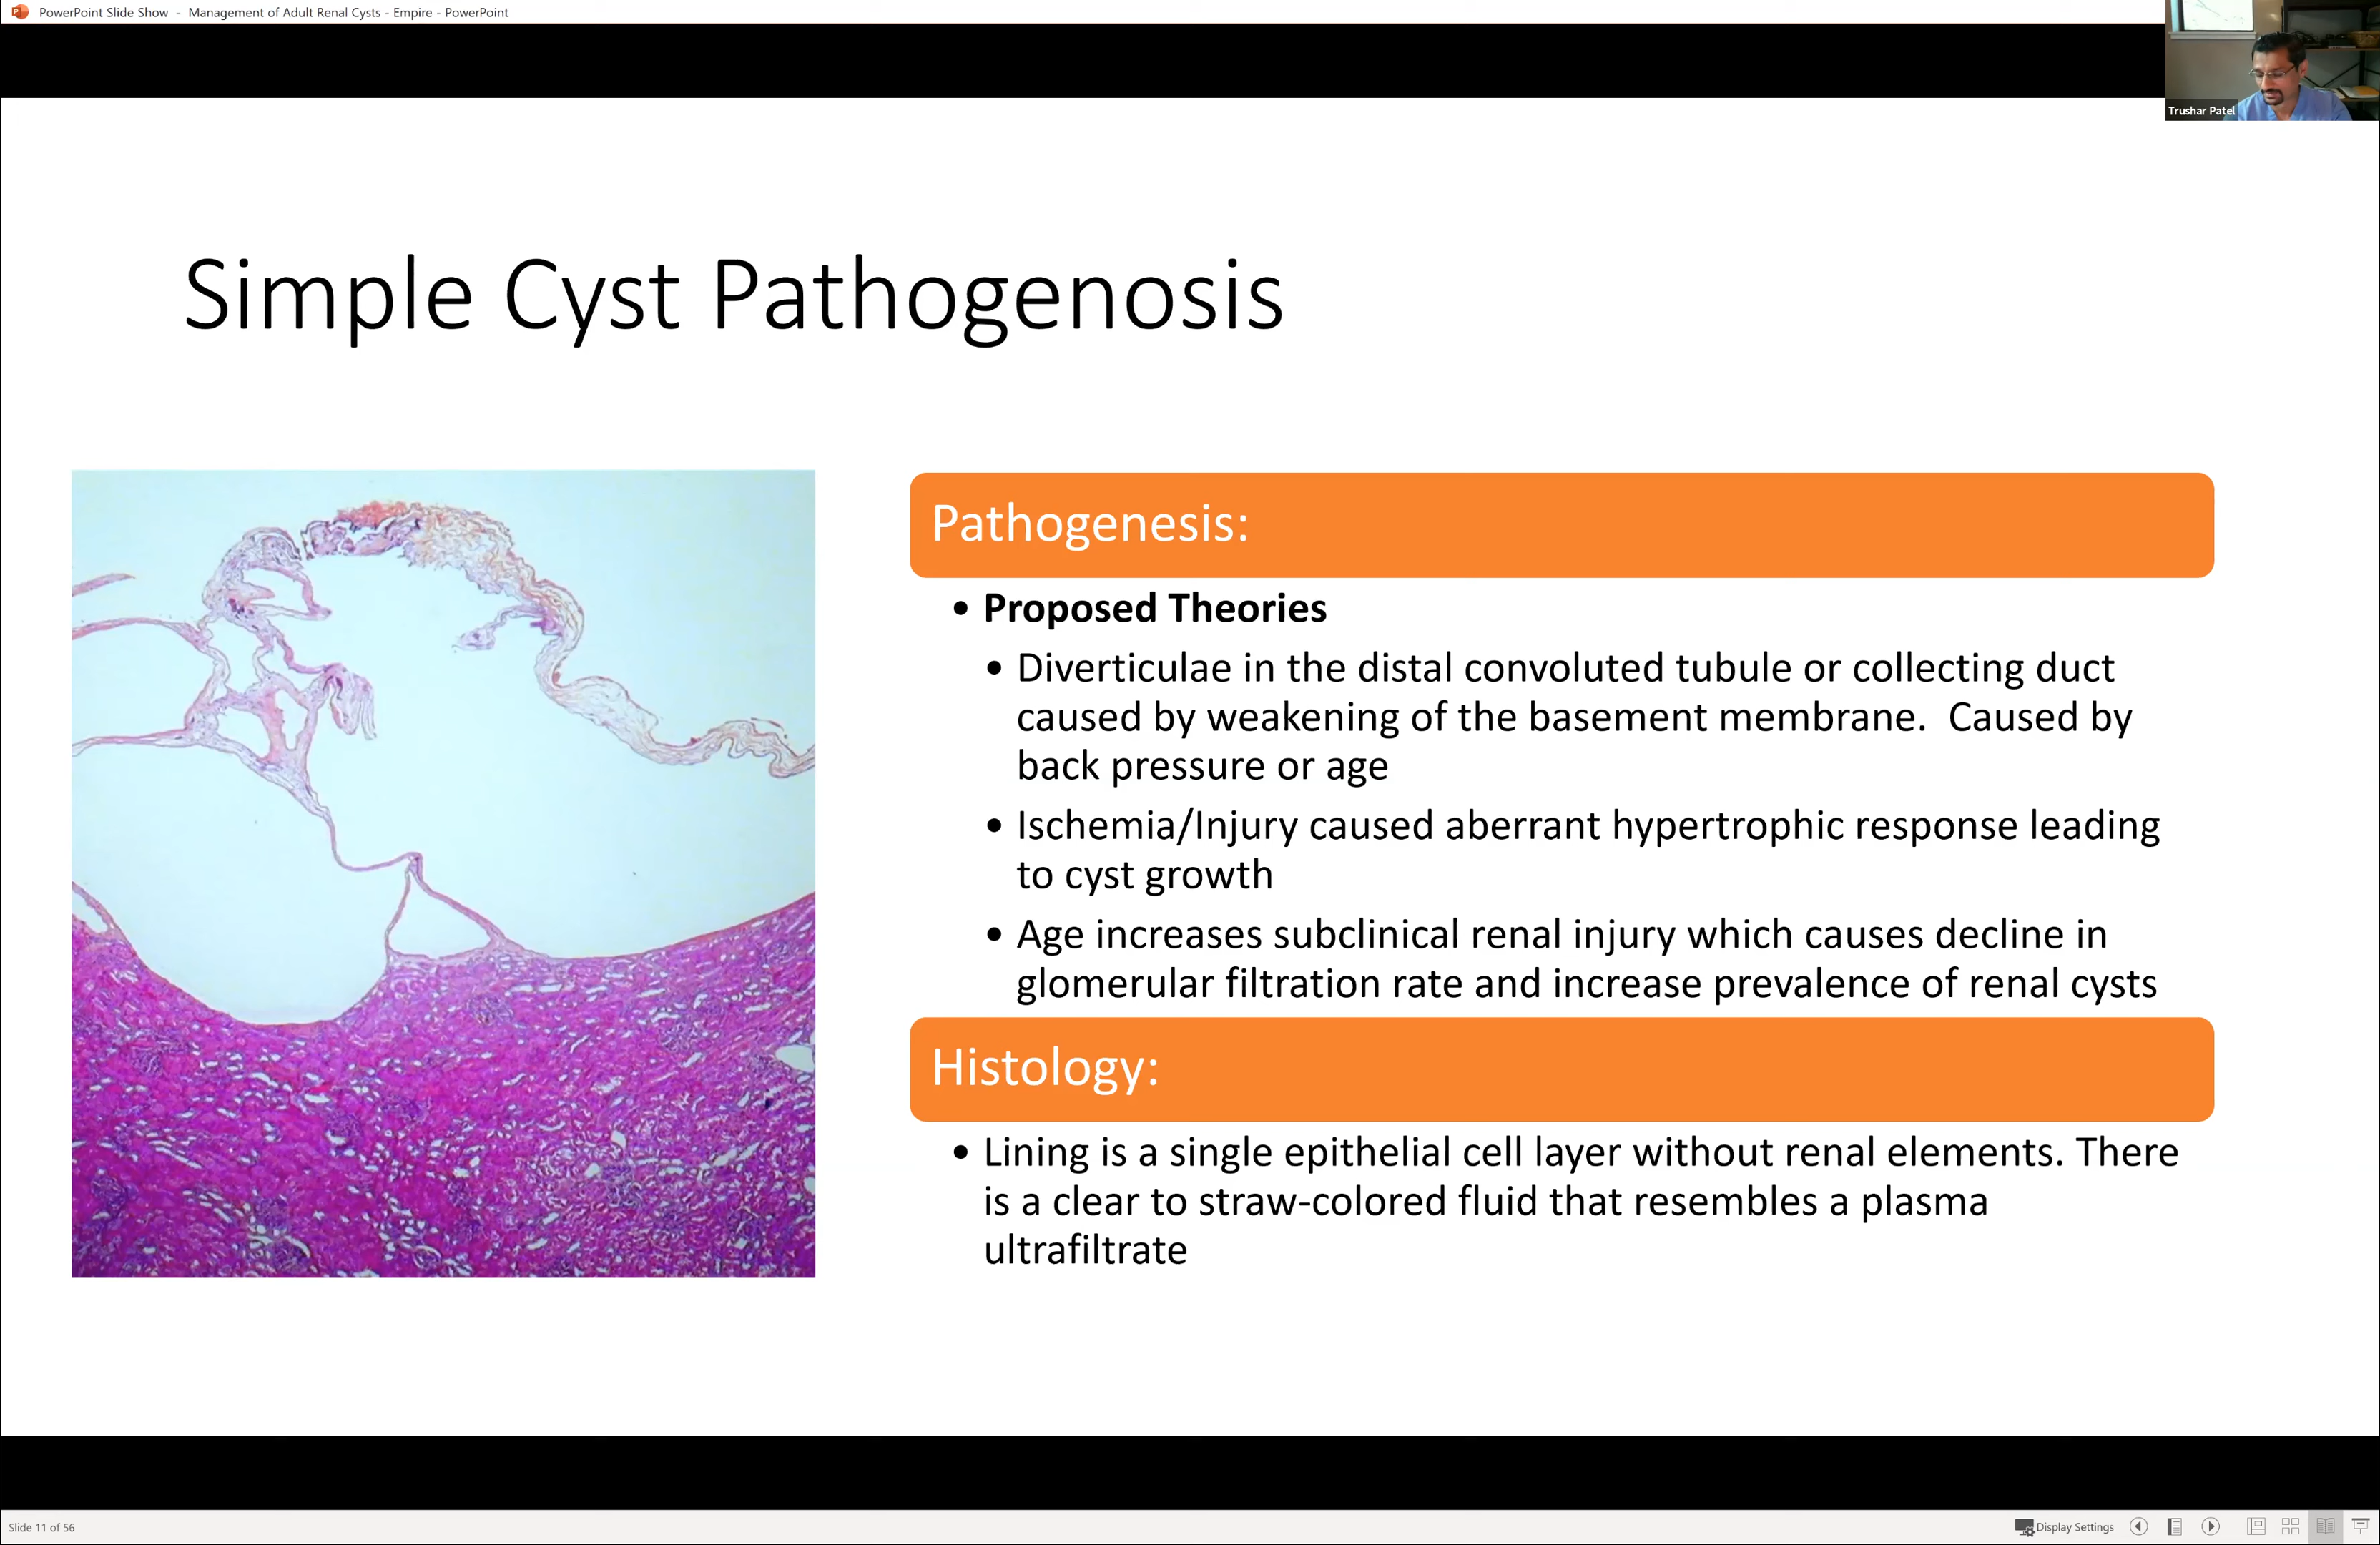 PowerPoint Slide Show - Management of Adult Renal Cysts - Empire - PowerPoint
Trushar Patel
Simple Cyst Pathogenosis
Pathogenesis:
• Proposed Theories
• Diverticulae in the distal convoluted tubule or collecting duct
caused by weakening of the basement membrane. Caused by
back pressure or age
• Ischemia/Injury caused aberrant hypertrophic response leading
to cyst growth
• Age increases subclinical renal injury which causes decline in
glomerular filtration rate and increase prevalence of renal cysts
Histology:
• Lining is a single epithelial cell layer without renal elements. There
is a clear to straw-colored fluid that resembles a plasma
ultrafiltrate
Slide 11 of 56
Display Settings